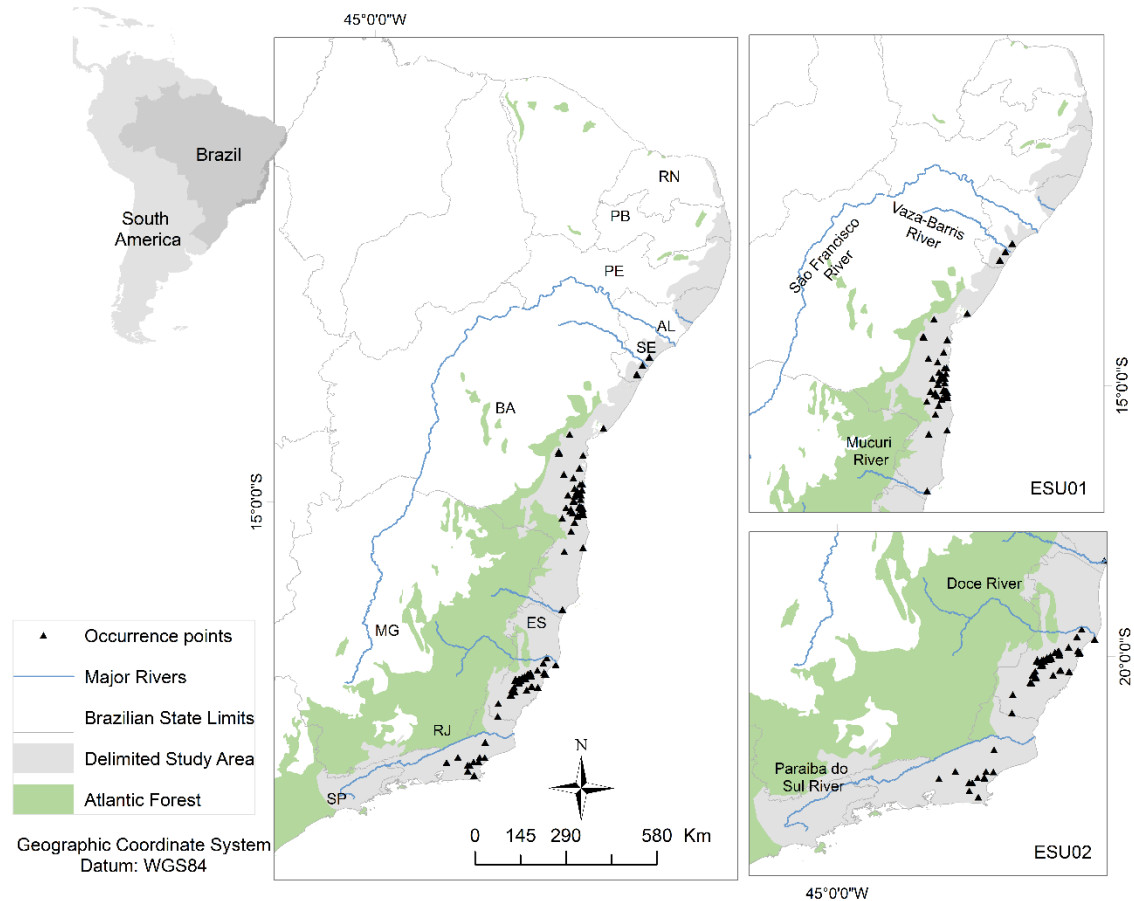 45°0'0"W
Brazil
South
America
RN
PB
PE
AL
SE
BA
15°0'0"S
MG
ES
RJ
SP
N
0 145 290 580 Km
Occurrence points
Major Rivers
Brazilian State Limits
Delimited Study Area
Atlantic Forest
Geographic Coordinate System
Datum: WGS84
São Francisco
River
Vaza-Barris
River
Mucuri
River
15°0'0"S
ESU01
Doce River
20°0'0"S
Paraiba do
Sul River
ESU02
45°0'0"W